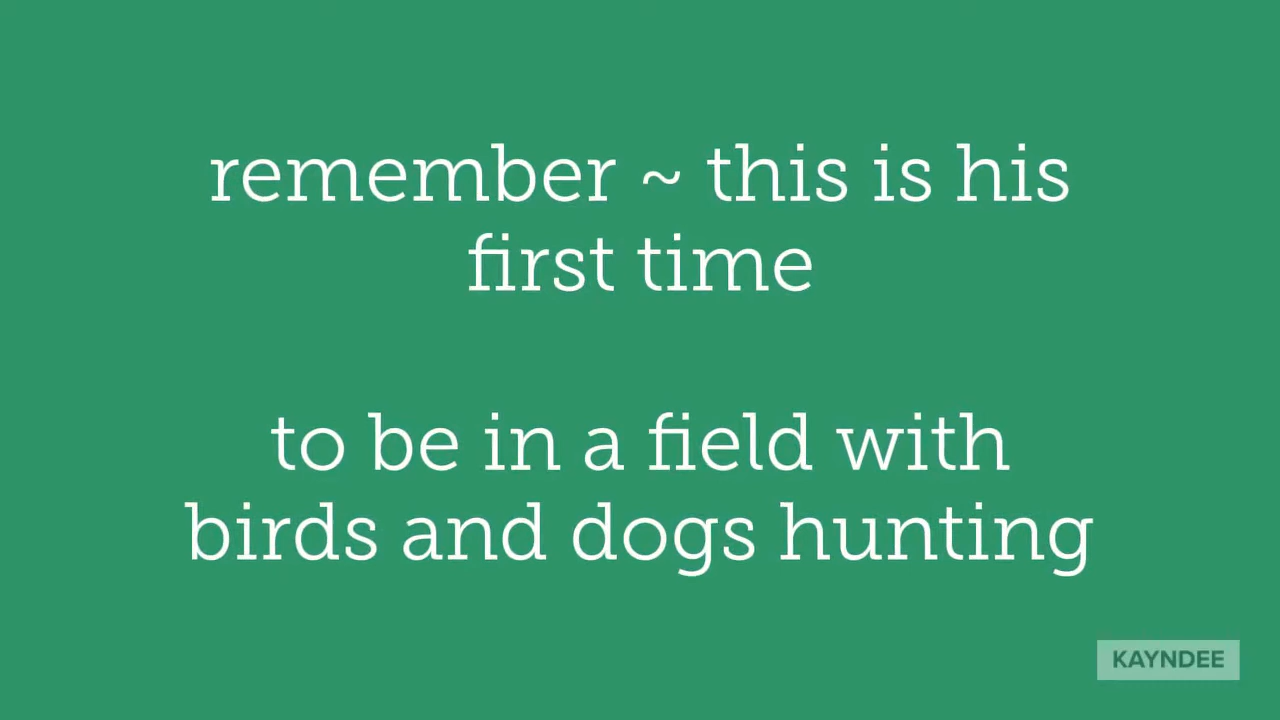 remember ~ this is his
first time
to be in a field with
birds and dogs hunting
KAYNDEE